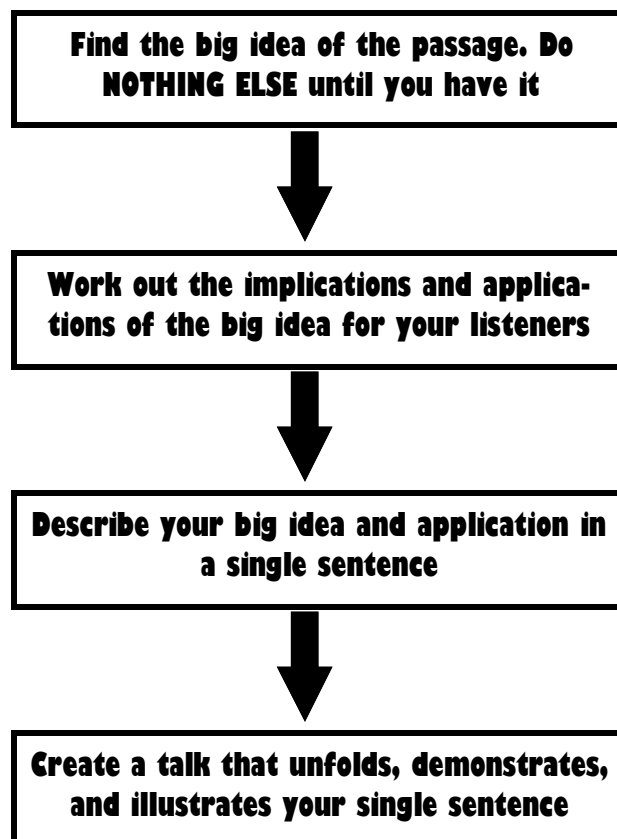 Find the big idea of the passage. Do
NOTHING ELSE until you have it
Work out the implications and applica-
tions of the big idea for your listeners
Describe your big idea and application in
a single sentence
Create a talk that unfolds, demonstrates,
and illustrates your single sentence